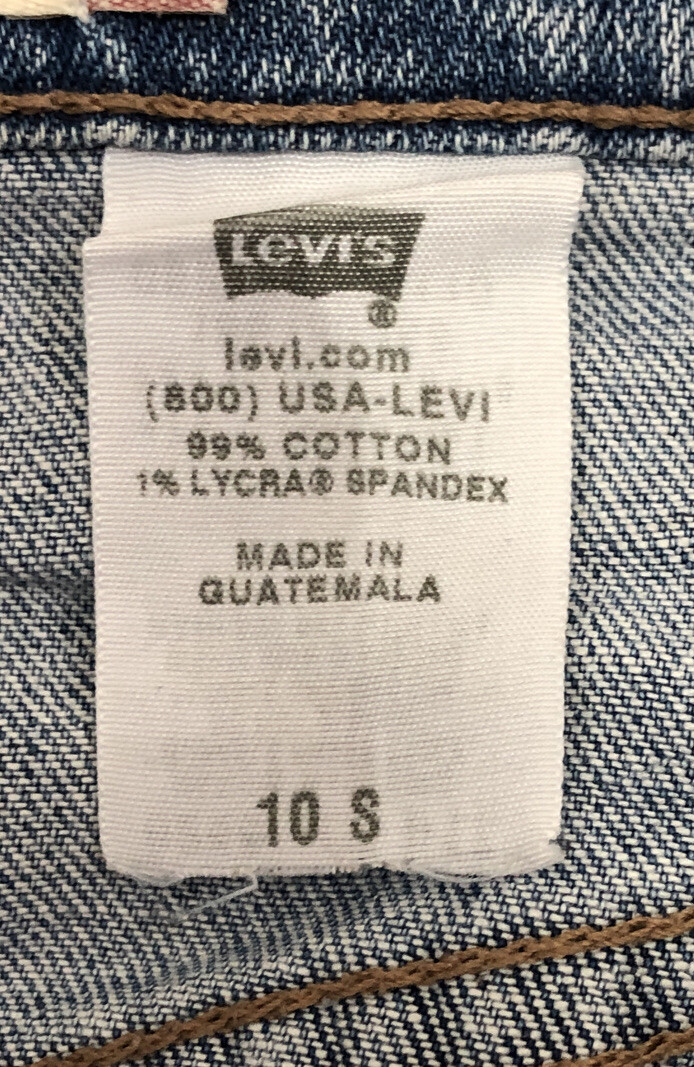 LEVI'S
®
levi.com
(800) USA-LEVI
99% COTTON
1% LYCRA® SPANDEX
MADE IN
GUATEMALA
10 S